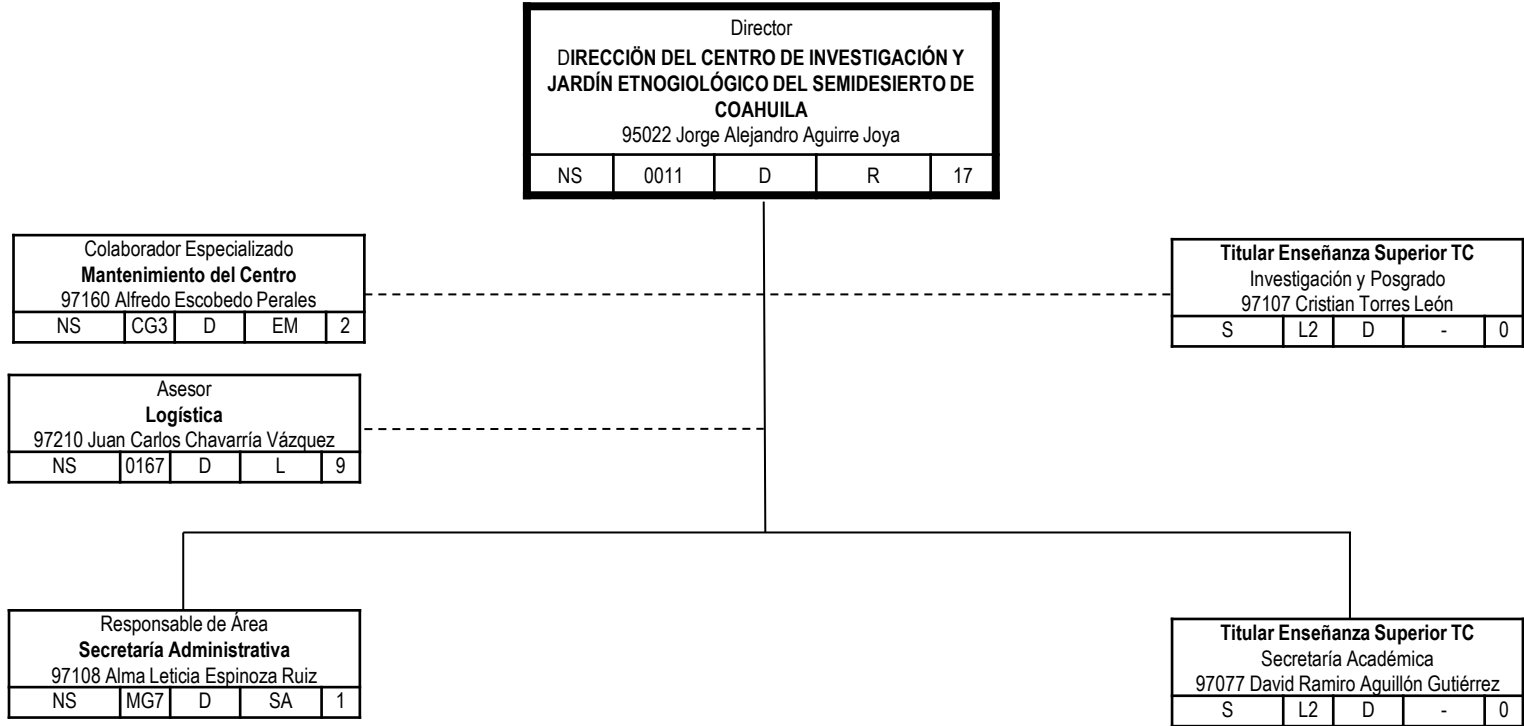 Director
DIRECCIÖN DEL CENTRO DE INVESTIGACIÓN Y
JARDÍN ETNOGIOLÓGICO DEL SEMIDESIERTO DE
COAHUILA
95022 Jorge Alejandro Aguirre Joya
NS 0011 D R 17
Colaborador Especializado
Mantenimiento del Centro
97160 Alfredo Escobedo Perales
NS CG3 D EM 2
Titular Enseñanza Superior TC
Investigación y Posgrado
97107 Cristian Torres León
S L2 D - 0
Asesor
Logística
97210 Juan Carlos Chavarría Vázquez
NS 0167 D L 9
Responsable de Área
Secretaría Administrativa
97108 Alma Leticia Espinoza Ruiz
NS MG7 D SA 1
Titular Enseñanza Superior TC
Secretaría Académica
97077 David Ramiro Aguillón Gutiérrez
S L2 D - 0